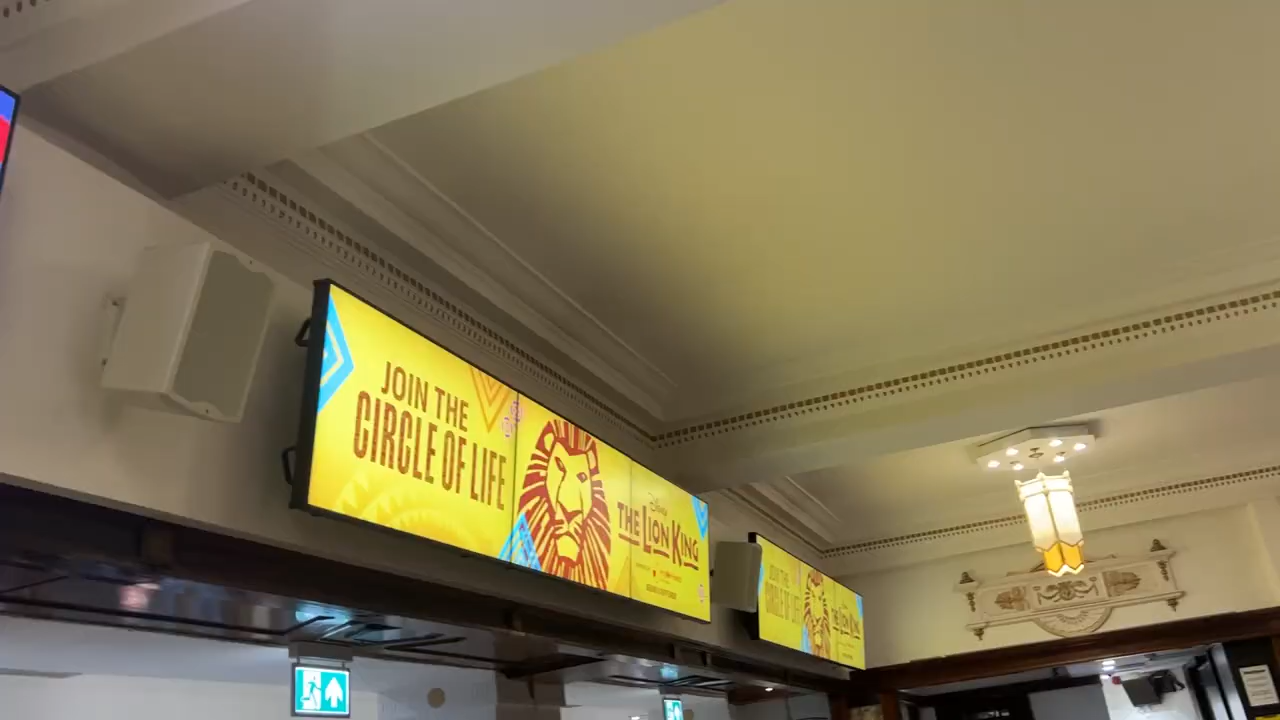 JOIN THE
CIRCLE OF LIFE
Disney
THE LION KING
JOIN THE
CIRCLE OF LIFE
THE LION KING